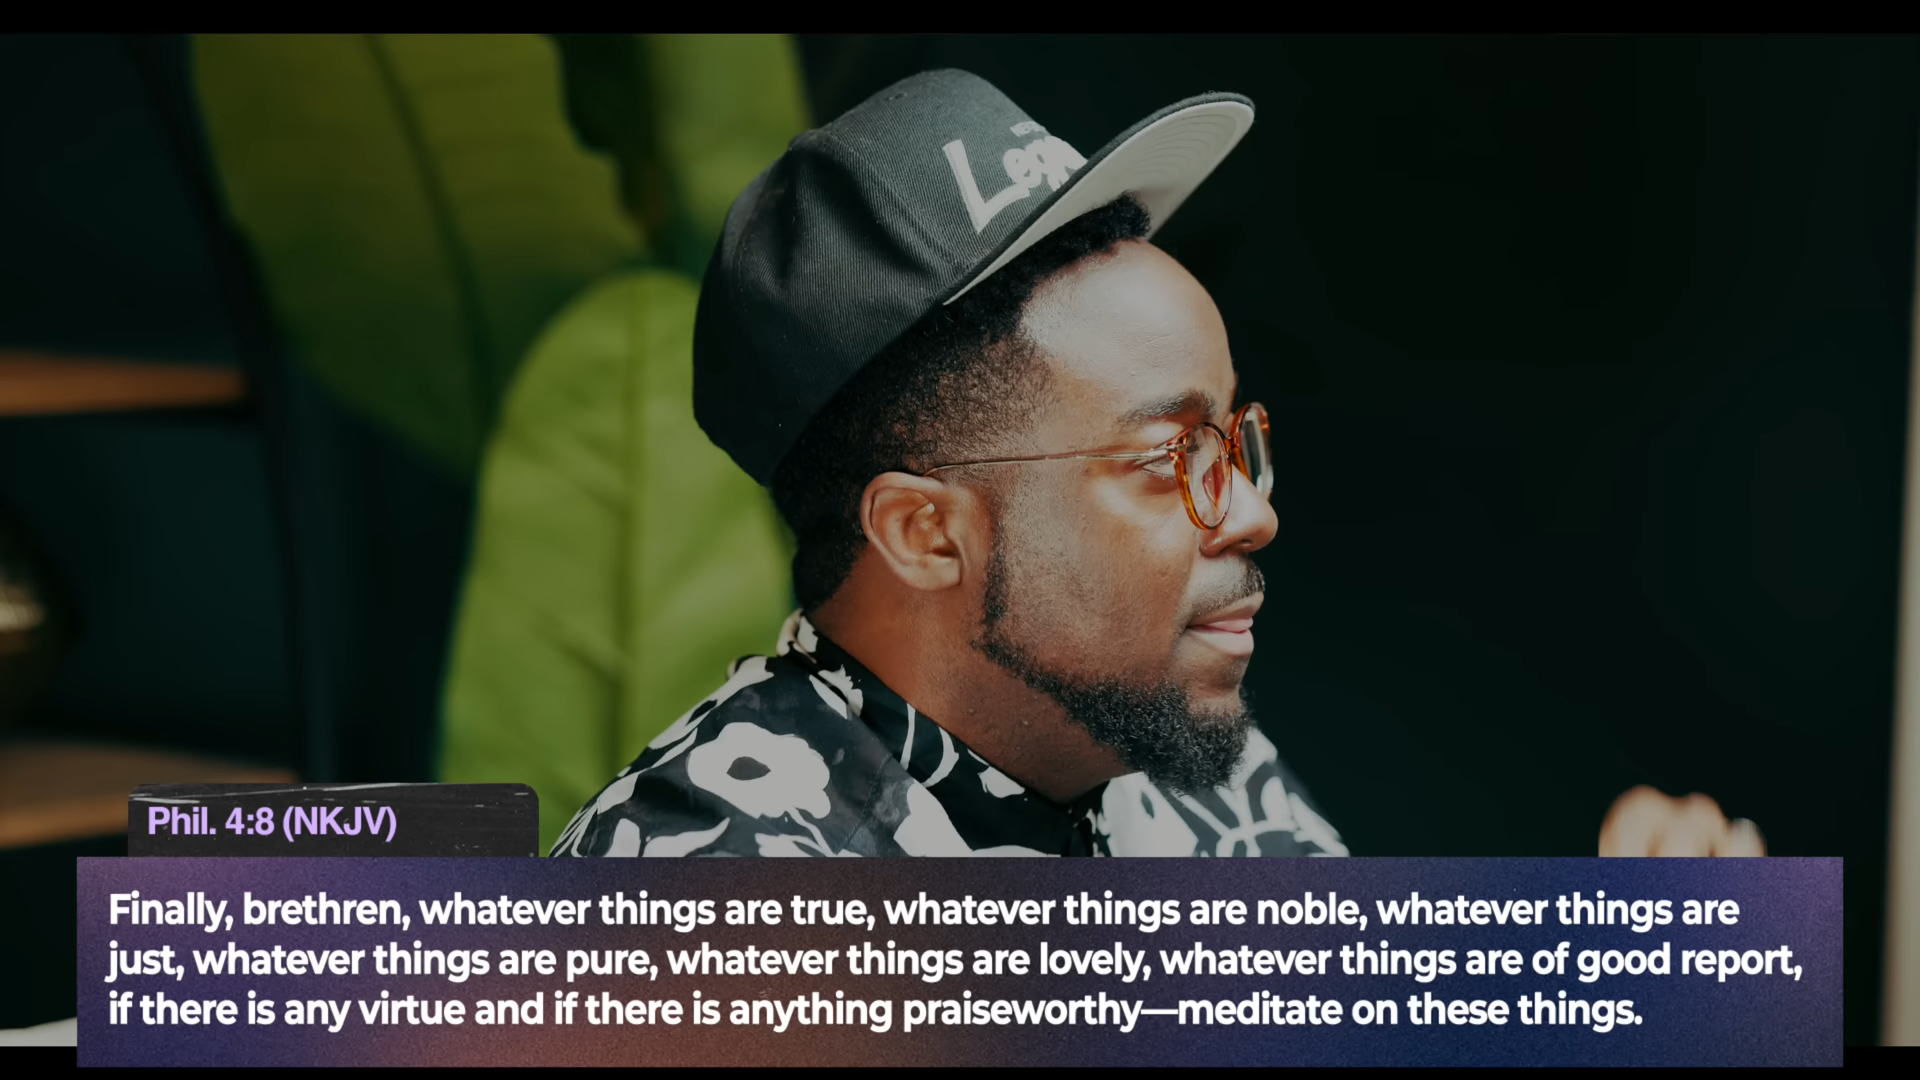 Phil. 4:8 (NKJV)
Finally, brethren, whatever things are true, whatever things are noble, whatever things are
just, whatever things are pure, whatever things are lovely, whatever things are of good report,
if there is any virtue and if there is anything praiseworthy—meditate on these things.